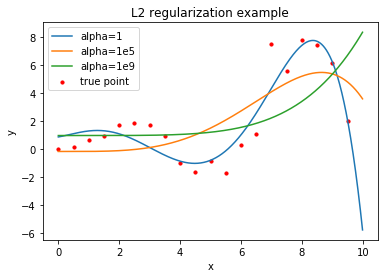 L2 regularization example
alpha=1
alpha=1e5
alpha=1e9
true point
y
8
6
4
2
0
−2
−4
−6
0 2 4 6 8 10
x